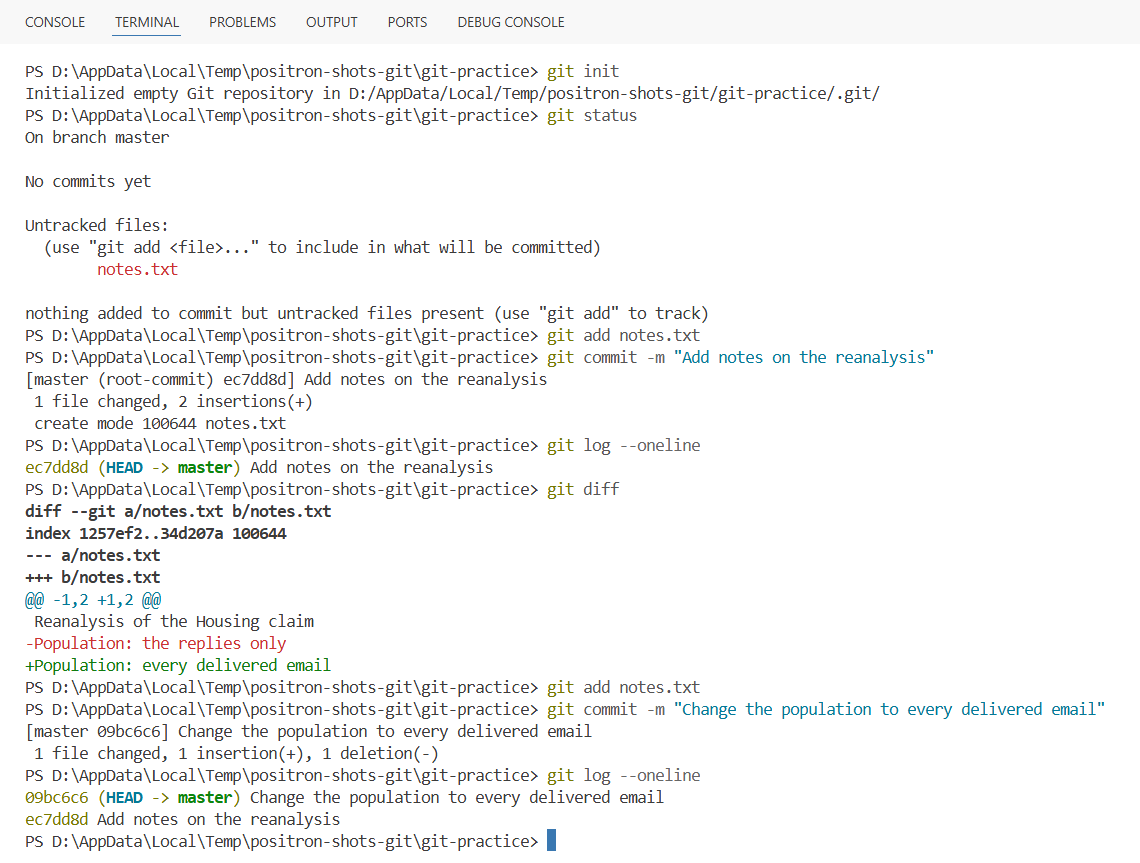 CONSOLE TERMINAL PROBLEMS OUTPUT PORTS DEBUG CONSOLE
PS D:\AppData\Local\Temp\positron-shots-git\git-practice> git init
Initialized empty Git repository in D:/AppData/Local/Temp/positron-shots-git/git-practice/.git/
PS D:\AppData\Local\Temp\positron-shots-git\git-practice> git status
On branch master

No commits yet

Untracked files:
  (use "git add <file>..." to include in what will be committed)
        notes.txt

nothing added to commit but untracked files present (use "git add" to track)
PS D:\AppData\Local\Temp\positron-shots-git\git-practice> git add notes.txt
PS D:\AppData\Local\Temp\positron-shots-git\git-practice> git commit -m "Add notes on the reanalysis"
[master (root-commit) ec7dd8d] Add notes on the reanalysis
 1 file changed, 2 insertions(+)
 create mode 100644 notes.txt
PS D:\AppData\Local\Temp\positron-shots-git\git-practice> git log --oneline
ec7dd8d (HEAD -> master) Add notes on the reanalysis
PS D:\AppData\Local\Temp\positron-shots-git\git-practice> git diff
diff --git a/notes.txt b/notes.txt
index 1257ef2..34d207a 100644
--- a/notes.txt
+++ b/notes.txt
@@ -1,2 +1,2 @@
 Reanalysis of the Housing claim
-Population: the replies only
+Population: every delivered email
PS D:\AppData\Local\Temp\positron-shots-git\git-practice> git add notes.txt
PS D:\AppData\Local\Temp\positron-shots-git\git-practice> git commit -m "Change the population to every delivered email"
[master 09bc6c6] Change the population to every delivered email
 1 file changed, 1 insertion(+), 1 deletion(-)
PS D:\AppData\Local\Temp\positron-shots-git\git-practice> git log --oneline
09bc6c6 (HEAD -> master) Change the population to every delivered email
ec7dd8d Add notes on the reanalysis
PS D:\AppData\Local\Temp\positron-shots-git\git-practice>